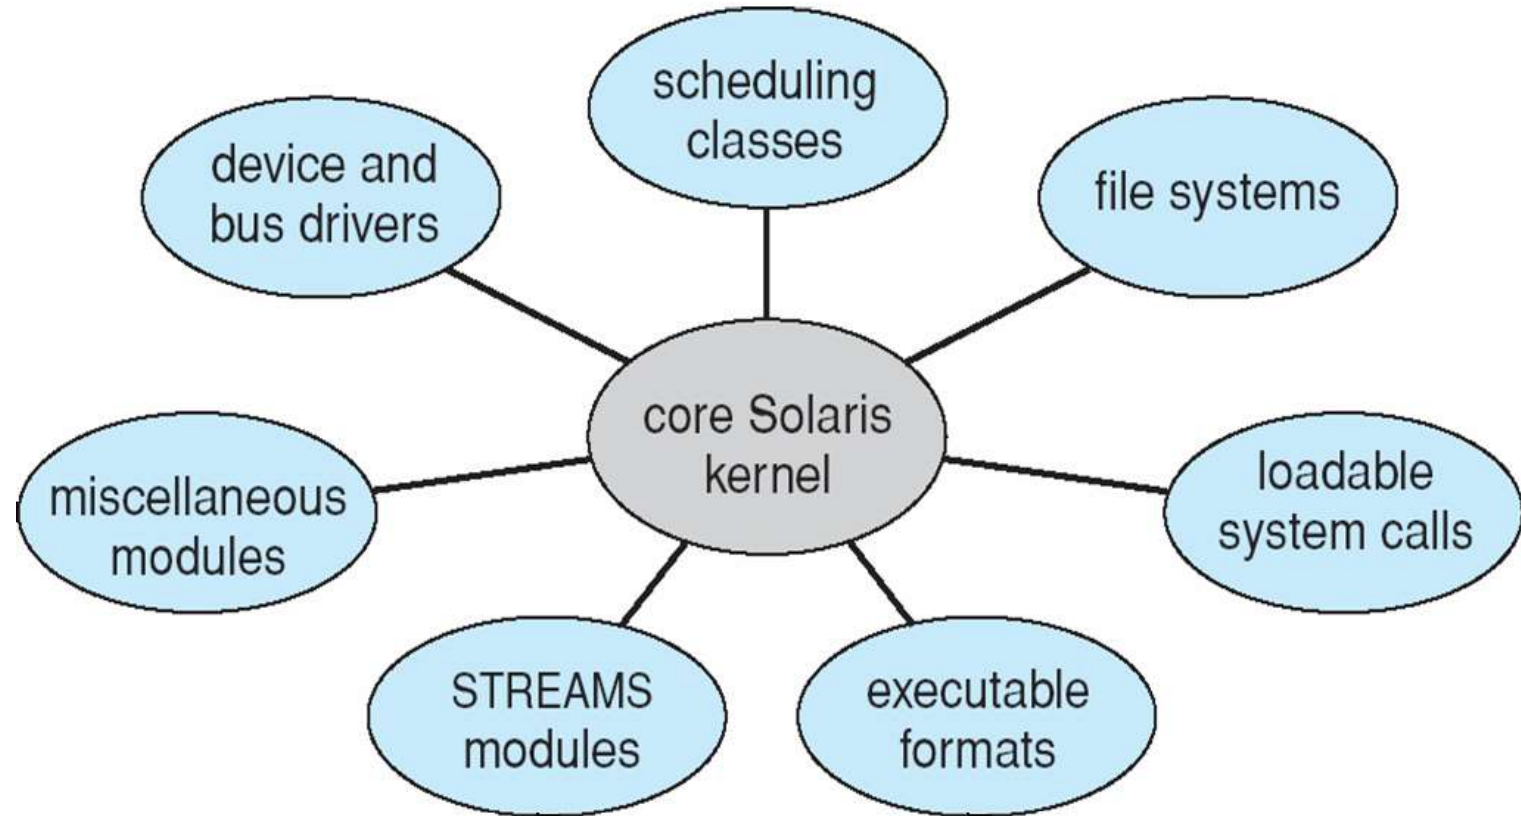 scheduling
classes
device and
bus drivers
file systems
core Solaris
kernel
miscellaneous
modules
loadable
system calls
STREAMS
modules
executable
formats